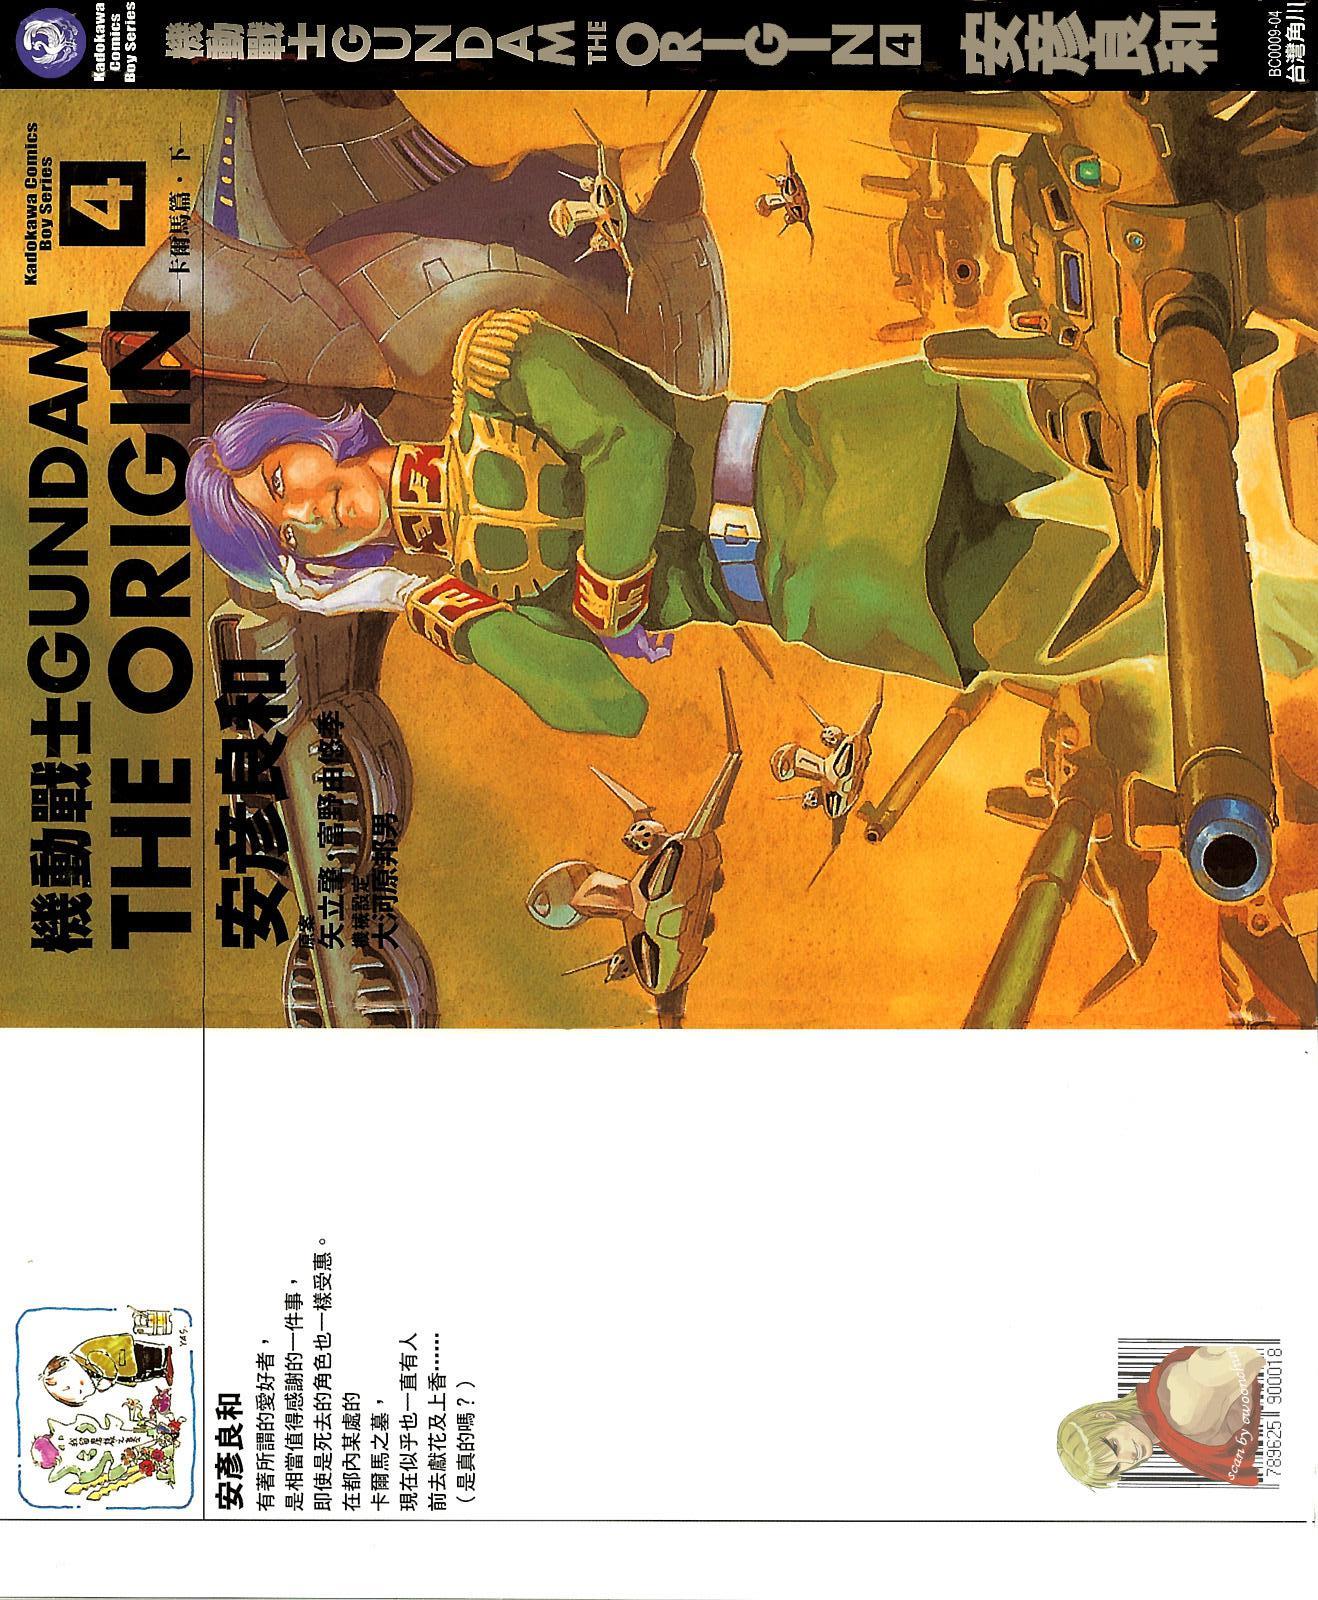 Kadokawa
Comics
Boy Series
機動戰士GUNDAM THE ORIGIN 4
安彥良和
BC0009-04
台灣角川
Kadokawa Comics
Boy Series
4
機動戰士GUNDAM
THE ORIGIN
—卡爾馬篇・下—
安彥良和
原案
矢立肇・富野由悠季
機械設定
大河原邦男
YAS.
安彥良和
有著所謂的愛好者，
是相當值得感謝的一件事，
即使是死去的角色也一樣受惠。
在都內某處的
卡爾馬之墓，
現在似乎也一直有人
前去獻花及上香……
（是真的嗎？）
scan by
789625 900018